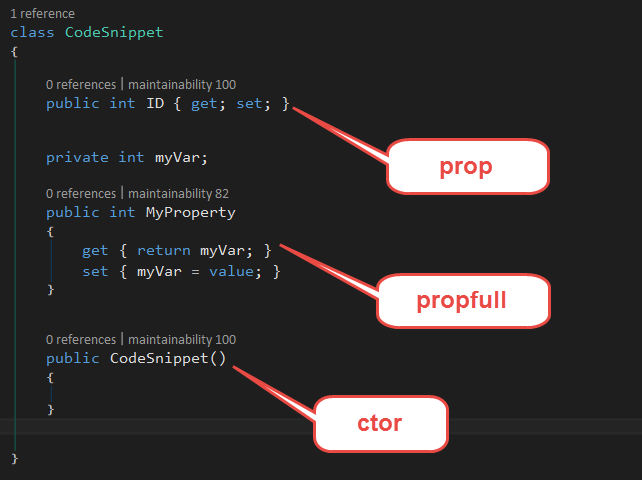 1 reference
class CodeSnippet
{
0 references | maintainability 100
public int ID { get; set; }
prop
private int myVar;
0 references | maintainability 82
public int MyProperty
{
get { return myVar; }
set { myVar = value; }
}
propfull
0 references | maintainability 100
public CodeSnippet()
{
}
ctor
}